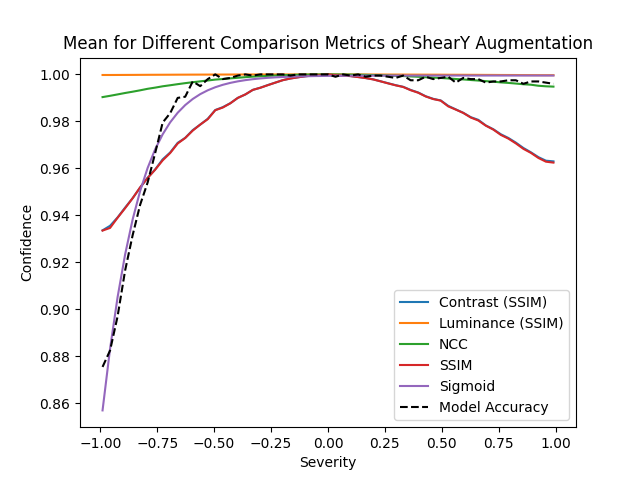 Mean for Different Comparison Metrics of ShearY Augmentation
1.00
0.98
0.96
0.94
0.92
0.90
0.88
0.86
Confidence
Contrast (SSIM)
Luminance (SSIM)
NCC
SSIM
Sigmoid
Model Accuracy
−1.00 −0.75 −0.50 −0.25 0.00 0.25 0.50 0.75 1.00
Severity